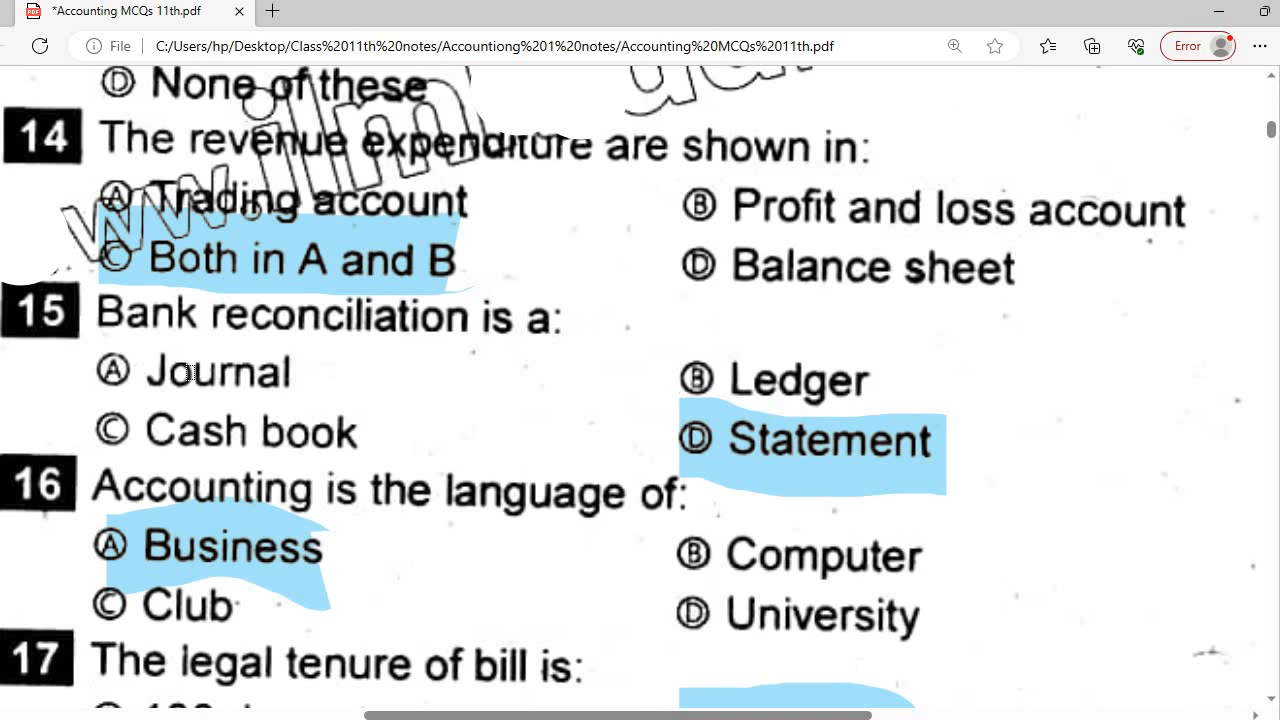 *Accounting MCQs 11th.pdf
File C:/Users/hp/Desktop/Class%2011th%20notes/Accountiong%201%20notes/Accounting%20MCQs%2011th.pdf Error
D None of these
14 The revenue expenditure are shown in:
A Trading account B Profit and loss account
C Both in A and B D Balance sheet
15 Bank reconciliation is a:
A Journal B Ledger
C Cash book D Statement
16 Accounting is the language of:
A Business B Computer
C Club D University
17 The legal tenure of bill is:
www.ilm